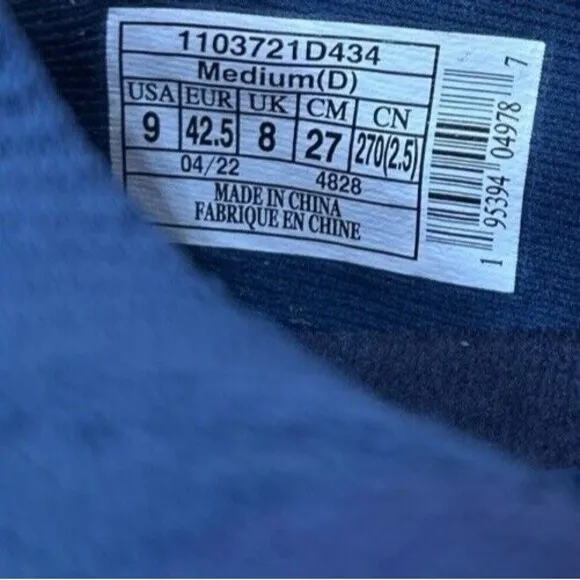 1103721D434
Medium(D)
USA EUR UK CM CN
9 42.5 8 27 270(2.5)
04/22 4828
MADE IN CHINA
FABRIQUE EN CHINE
1 95394 04978 7